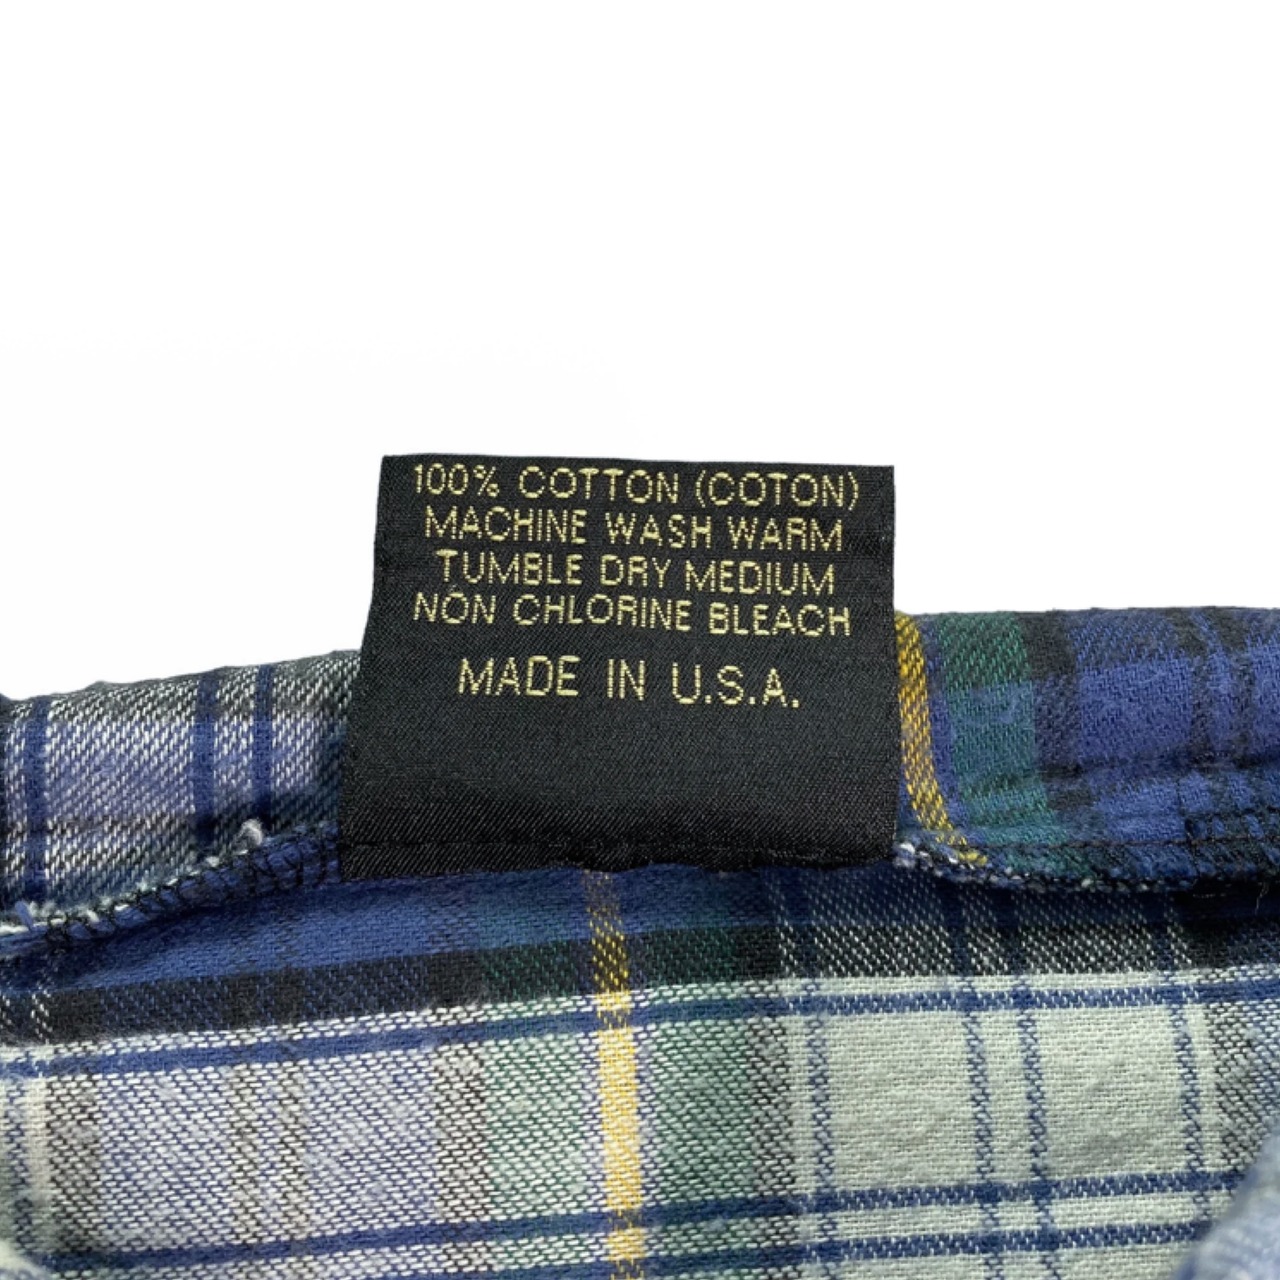 100% COTTON (COTON)
MACHINE WASH WARM
TUMBLE DRY MEDIUM
NON CHLORINE BLEACH
MADE IN U.S.A.